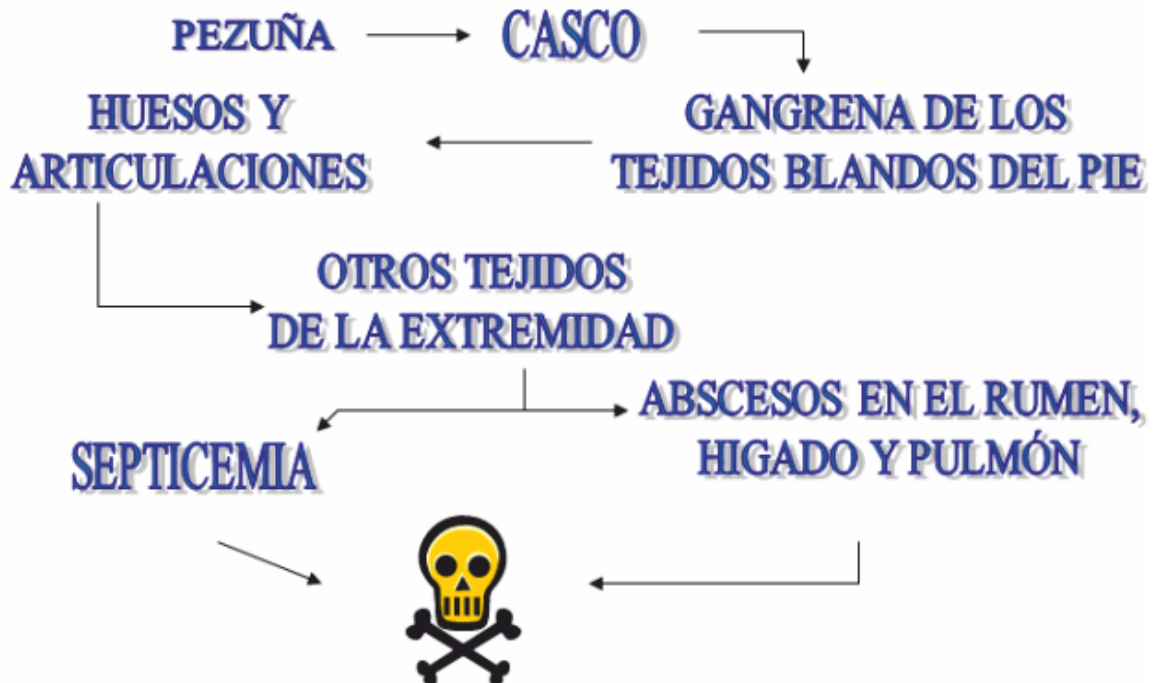 PEZUÑA
CASCO
GANGRENA DE LOS
TEJIDOS BLANDOS DEL PIE
HUESOS Y
ARTICULACIONES
OTROS TEJIDOS
DE LA EXTREMIDAD
SEPTICEMIA
ABSCESOS EN EL RUMEN,
HIGADO Y PULMÓN